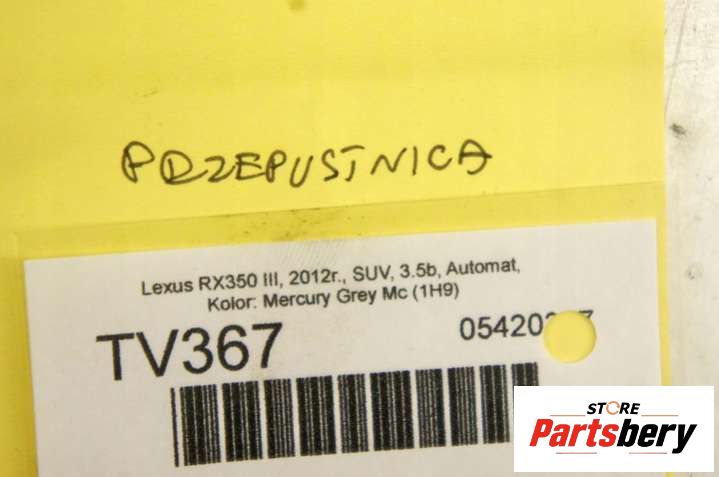 PRZEPUSTNICA
Lexus RX350 III, 2012r., SUV, 3.5b, Automat,
Kolor: Mercury Grey Mc (1H9)
TV367
STORE
Partsbery